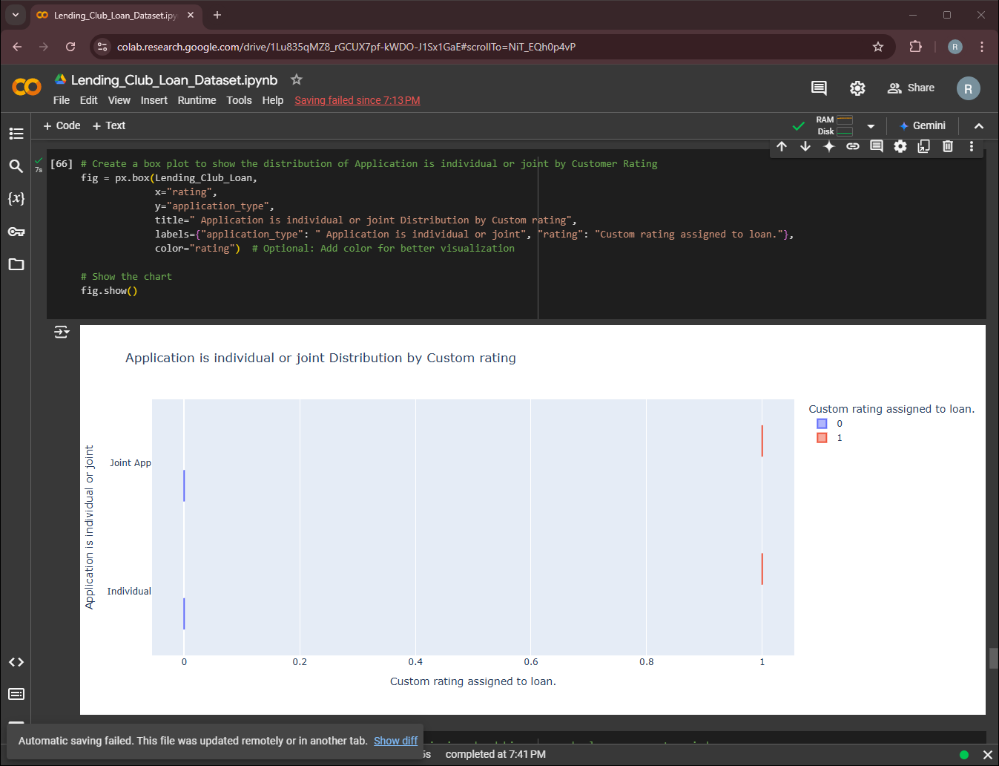 Lending_Club_Loan_Dataset.ipy
colab.research.google.com/drive/1Lu835qMZ8_rGCUX7pf-kWDO-J1Sx1GaE#scrollTo=NiT_EQh0p4vP
R
Lending_Club_Loan_Dataset.ipynb
File Edit View Insert Runtime Tools Help Saving failed since 7:13 PM
Share
R
+ Code + Text
RAM
Disk
Gemini
{x}
7s
[66] # Create a box plot to show the distribution of Application is individual or joint by Customer Rating
fig = px.box(Lending_Club_Loan,
x="rating",
y="application_type",
title=" Application is individual or joint Distribution by Custom rating",
labels={"application_type": " Application is individual or joint", "rating": "Custom rating assigned to loan."},
color="rating") # Optional: Add color for better visualization
# Show the chart
fig.show()
Application is individual or joint Distribution by Custom rating
Custom rating assigned to loan.
0
1
Application is individual or joint
Joint App
Individual
0 0.2 0.4 0.6 0.8 1
Custom rating assigned to loan.
Automatic saving failed. This file was updated remotely or in another tab. Show diff
completed at 7:41 PM